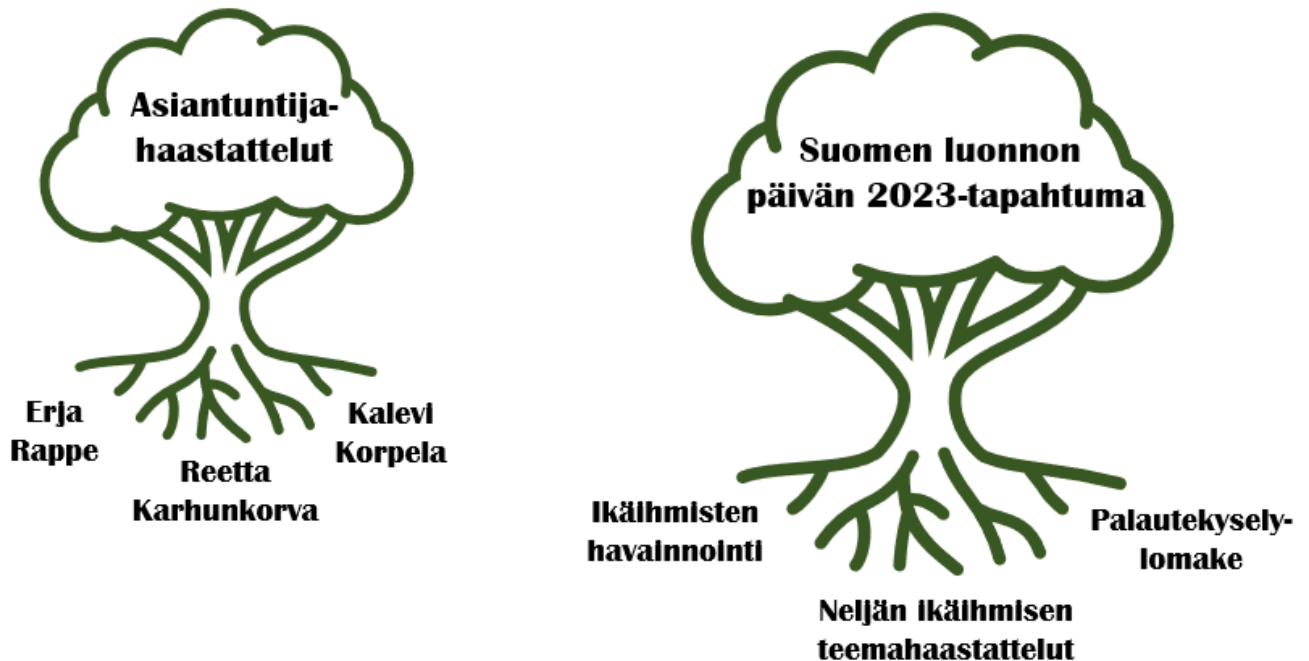 Asiantuntija-
haastattelut
Erja
Rappe
Reetta
Karhunkorva
Kalevi
Korpela
Suomen luonnon
päivän 2023-tapahtuma
Ikäihmisten
havainnointi
Neljän ikäihmisen
teemahaastattelut
Palautekysely-
lomake